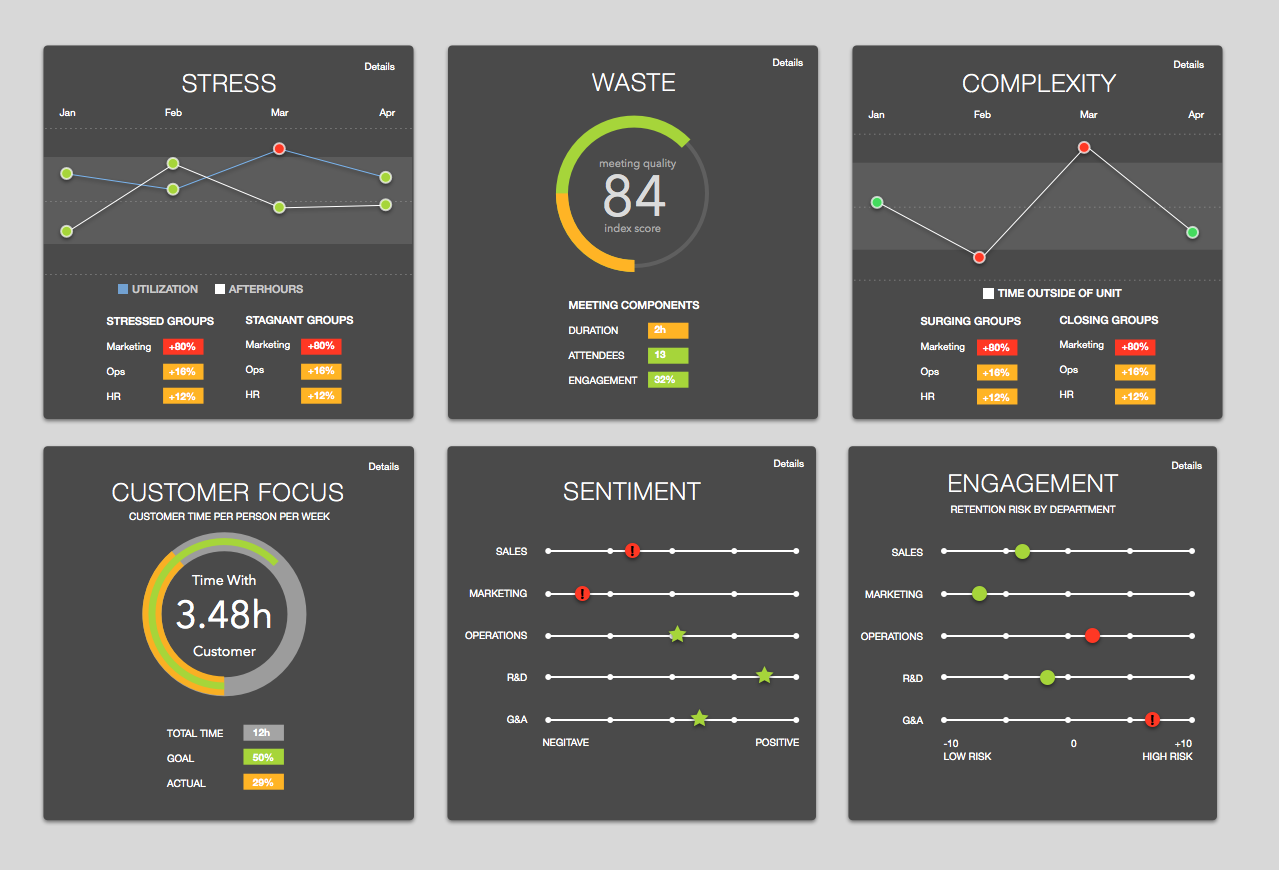 Details
STRESS
Jan Feb Mar Apr
UTILIZATION AFTERHOURS
STRESSED GROUPS STAGNANT GROUPS
Marketing +80% Marketing +80%
Ops +16% Ops +16%
HR +12% HR +12%
Details
WASTE
meeting quality
84
index score
MEETING COMPONENTS
DURATION 2h
ATTENDEES 13
ENGAGEMENT 32%
Details
COMPLEXITY
Jan Feb Mar Apr
TIME OUTSIDE OF UNIT
SURGING GROUPS CLOSING GROUPS
Marketing +80% Marketing +80%
Ops +16% Ops +16%
HR +12% HR +12%
Details
CUSTOMER FOCUS
CUSTOMER TIME PER PERSON PER WEEK
Time With
3.48h
Customer
TOTAL TIME 12h
GOAL 50%
ACTUAL 29%
Details
SENTIMENT
SALES !
MARKETING !
OPERATIONS
R&D
G&A
NEGITAVE POSITIVE
Details
ENGAGEMENT
RETENTION RISK BY DEPARTMENT
SALES
MARKETING
OPERATIONS
R&D
G&A !
-10 0 +10
LOW RISK HIGH RISK